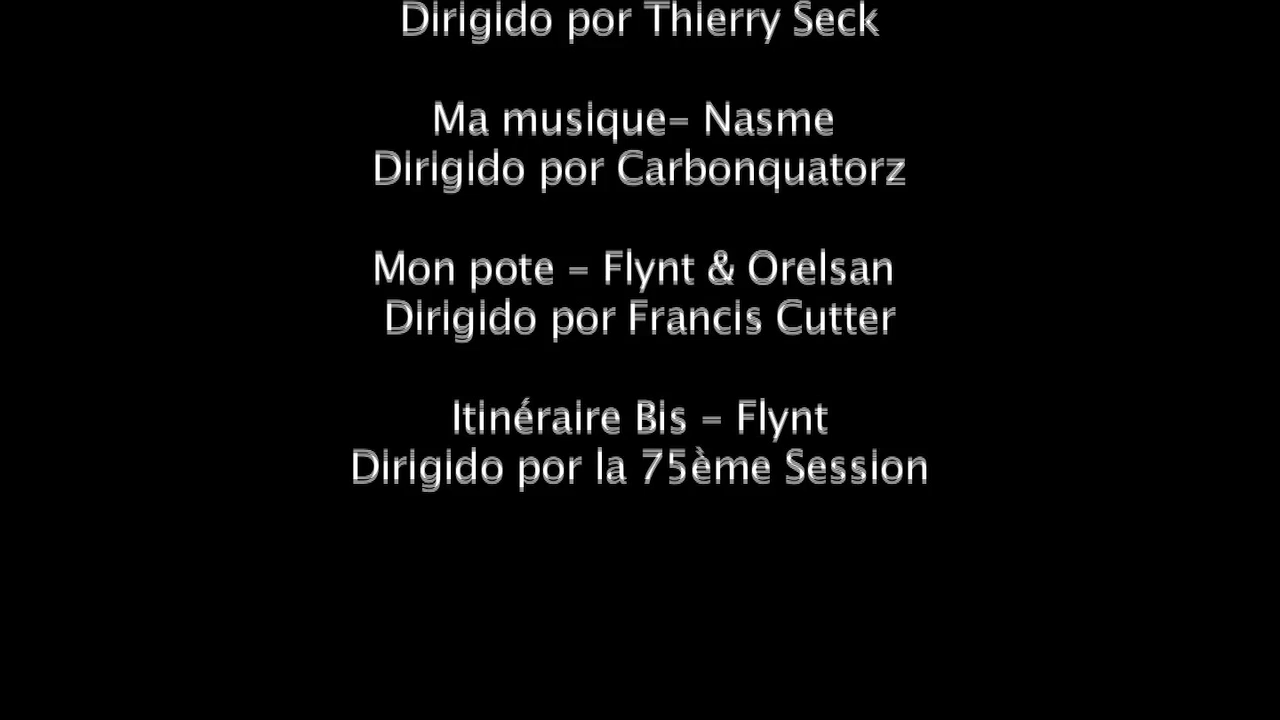 Dirigido por Thierry Seck
Ma musique- Nasme
Dirigido por Carbonquatorz
Mon pote - Flynt & Orelsan
Dirigido por Francis Cutter
Itinéraire Bis - Flynt
Dirigido por la 75ème Session